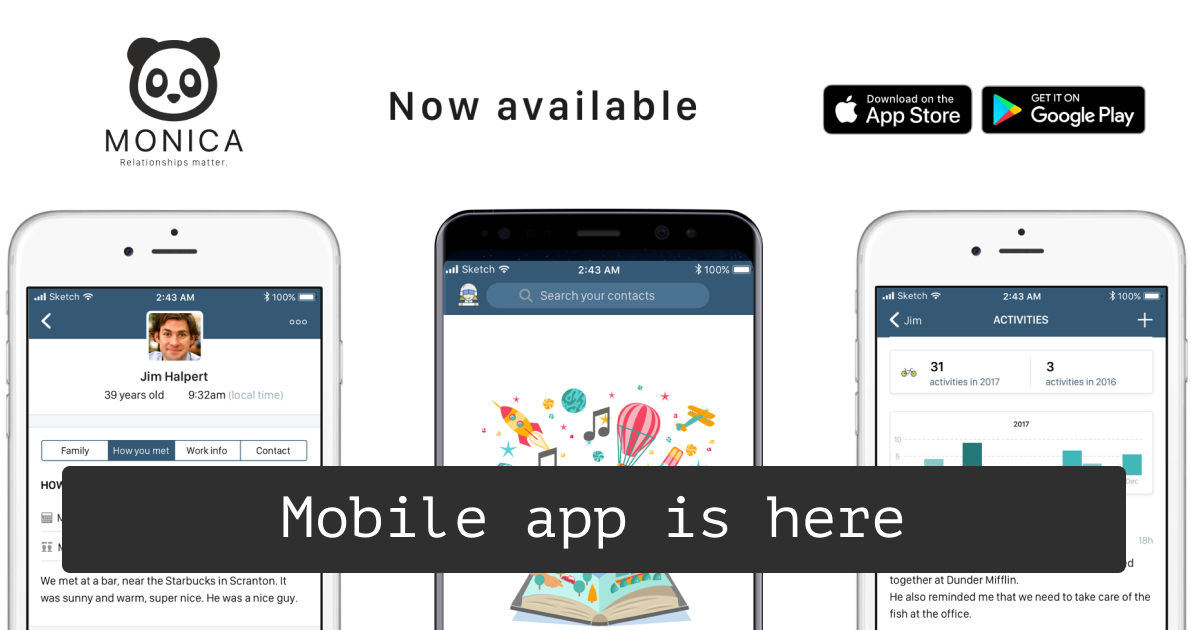 MONICA
Relationships matter.
Now available
Download on the
App Store
GET IT ON
Google Play
Sketch
2:43 AM
100%
Jim Halpert
39 years old
9:32am (local time)
Family
How you met
Work info
Contact
We met at a bar, near the Starbucks in Scranton. It
was sunny and warm, super nice. He was a nice guy.
Sketch
2:43 AM
100%
Search your contacts
Sketch
2:43 AM
100%
Jim
ACTIVITIES
31
activities in 2017
3
activities in 2016
2017
10
5
Dec
18h
together at Dunder Mifflin.
He also reminded me that we need to take care of the
fish at the office.
Mobile app is here